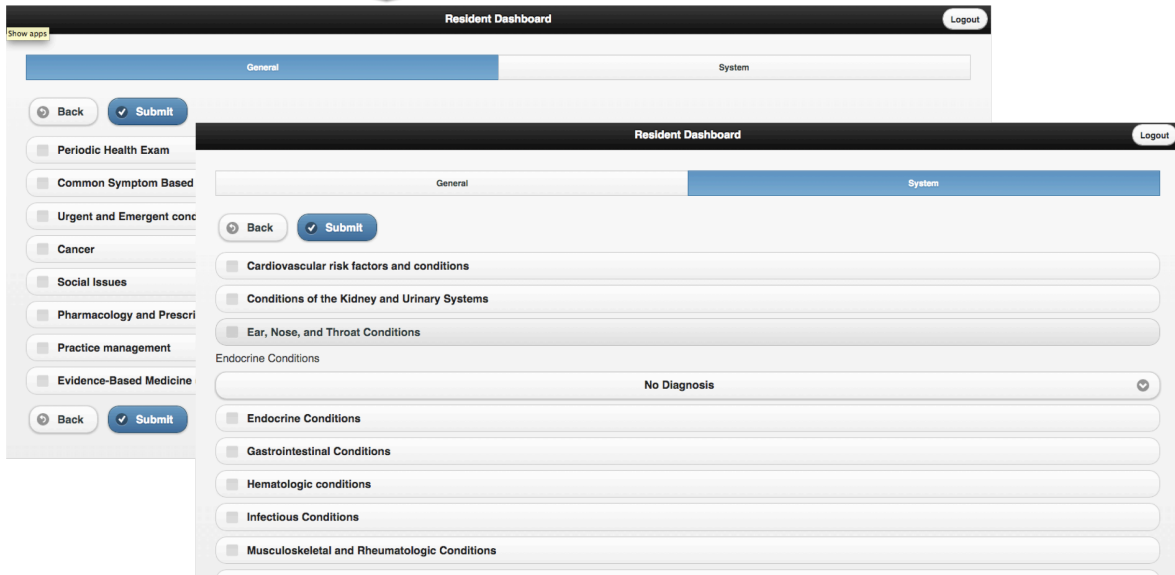 Resident Dashboard
Logout
Show apps
General System
Back Submit
Periodic Health Exam
Common Symptom Based
Urgent and Emergent cond
Cancer
Social Issues
Pharmacology and Prescri
Practice management
Evidence-Based Medicine
Back Submit
Resident Dashboard
Logout
General System
Back Submit
Cardiovascular risk factors and conditions
Conditions of the Kidney and Urinary Systems
Ear, Nose, and Throat Conditions
Endocrine Conditions
No Diagnosis
Endocrine Conditions
Gastrointestinal Conditions
Hematologic conditions
Infectious Conditions
Musculoskeletal and Rheumatologic Conditions